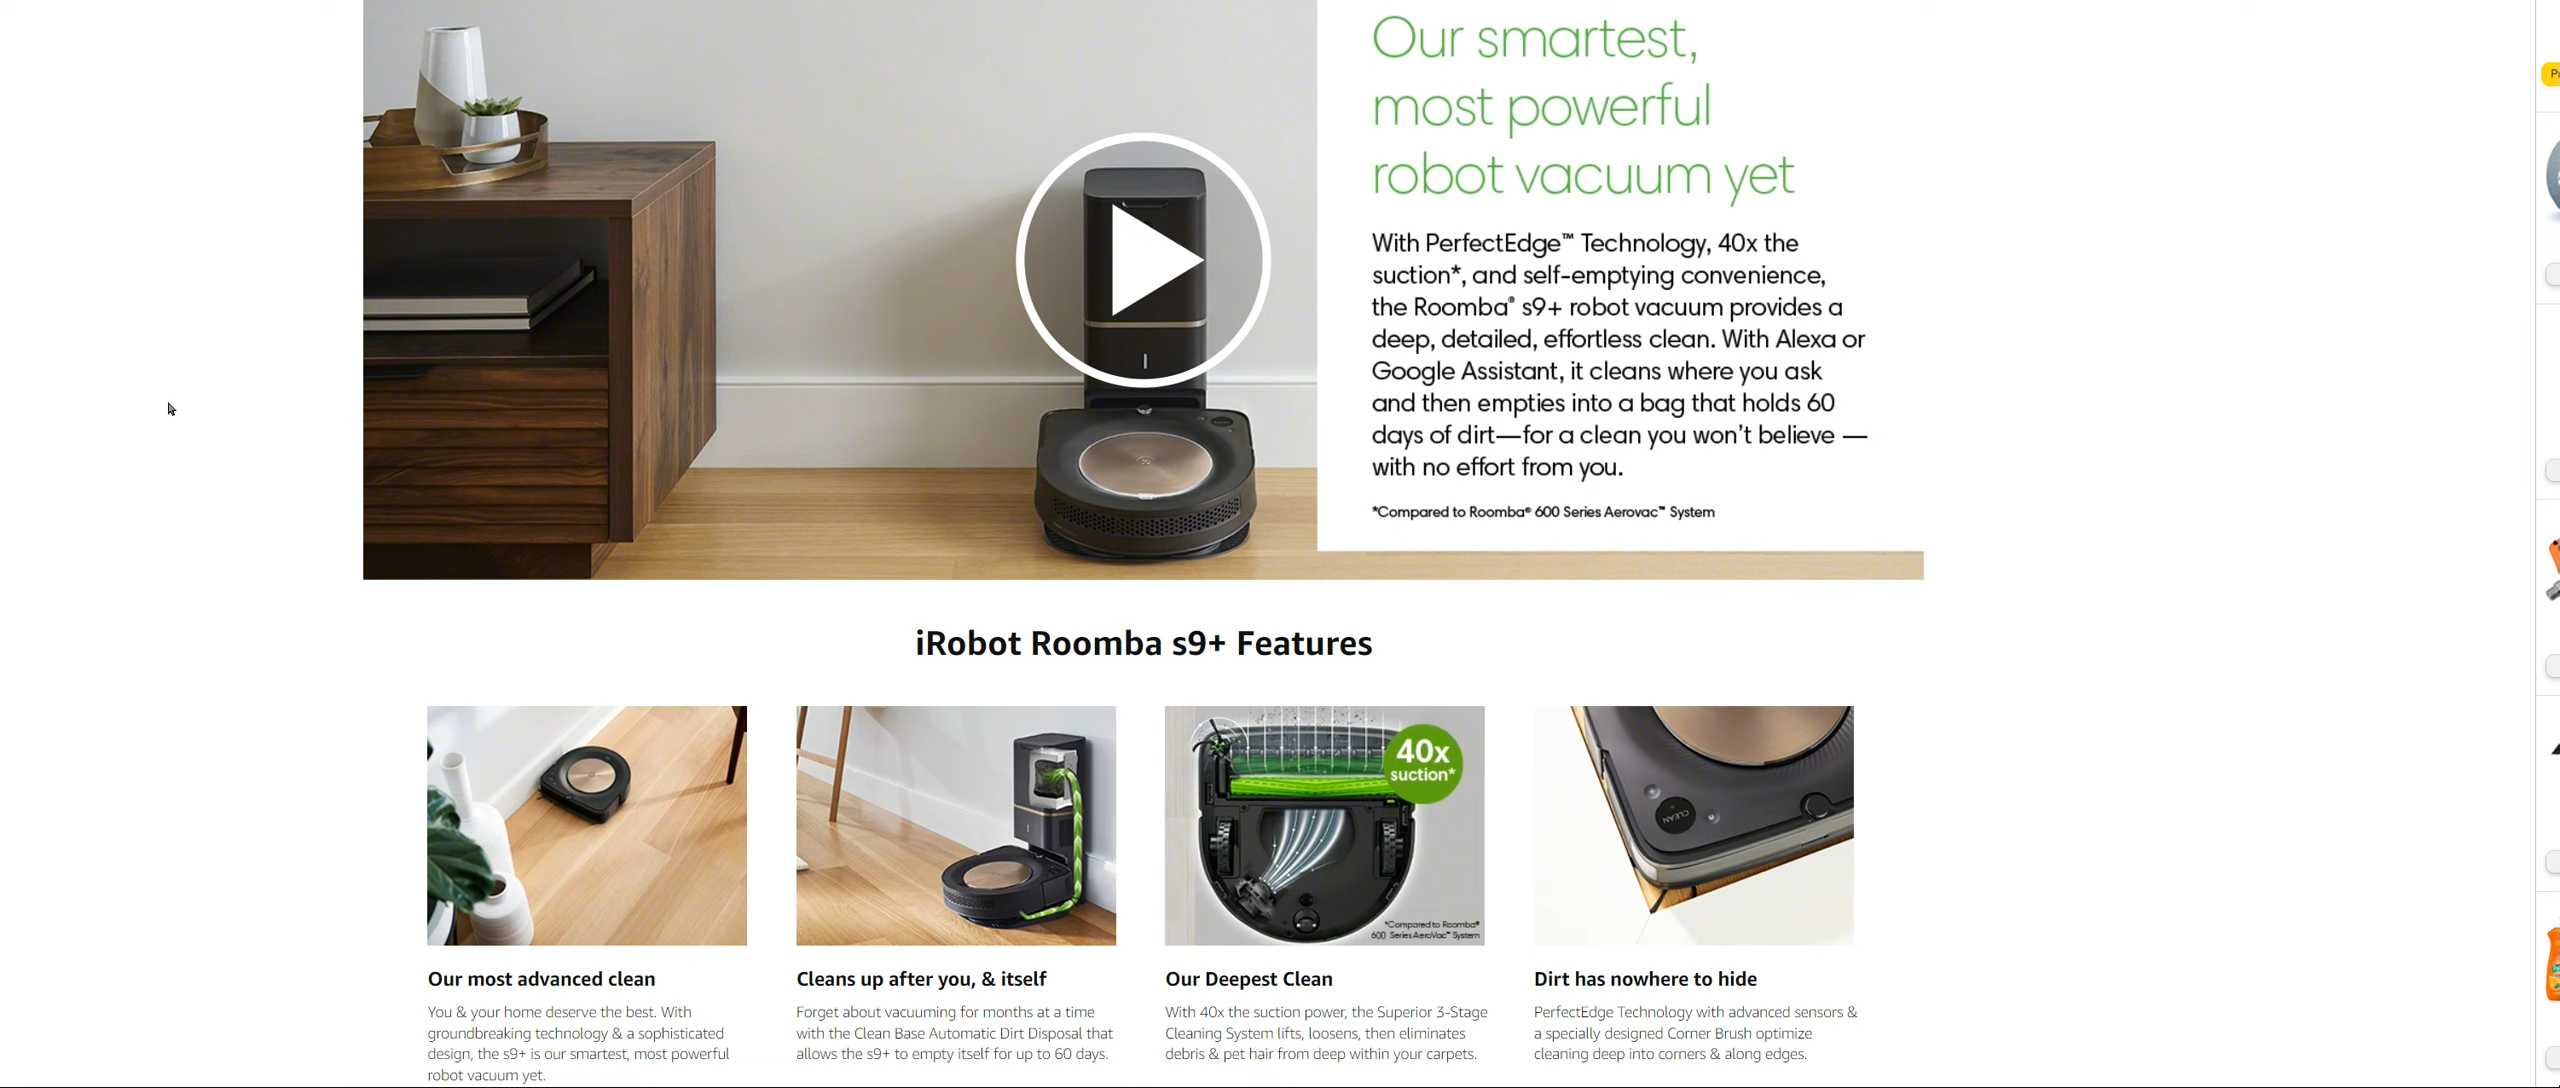 Our smartest,
most powerful
robot vacuum yet
With PerfectEdge™ Technology, 40x the
suction*, and self-emptying convenience,
the Roomba® s9+ robot vacuum provides a
deep, detailed, effortless clean. With Alexa or
Google Assistant, it cleans where you ask
and then empties into a bag that holds 60
days of dirt—for a clean you won't believe —
with no effort from you.
*Compared to Roomba® 600 Series Aerovac™ System
iRobot Roomba s9+ Features
40x
suction*
*Compared to Roomba®
600 Series AeroVac™ System
CLEAN
Our most advanced clean
You & your home deserve the best. With
groundbreaking technology & a sophisticated
design, the s9+ is our smartest, most powerful
robot vacuum yet.
Cleans up after you, & itself
Forget about vacuuming for months at a time
with the Clean Base Automatic Dirt Disposal that
allows the s9+ to empty itself for up to 60 days.
Our Deepest Clean
With 40x the suction power, the Superior 3-Stage
Cleaning System lifts, loosens, then eliminates
debris & pet hair from deep within your carpets.
Dirt has nowhere to hide
PerfectEdge Technology with advanced sensors &
a specially designed Corner Brush optimize
cleaning deep into corners & along edges.